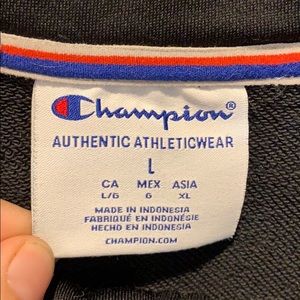 Champion®
AUTHENTIC ATHLETICWEAR
L
CA MEX ASIA
L/G G XL
MADE IN INDONESIA
FABRIQUÉ EN INDONÉSIE
HECHO EN INDONESIA
CHAMPION.COM